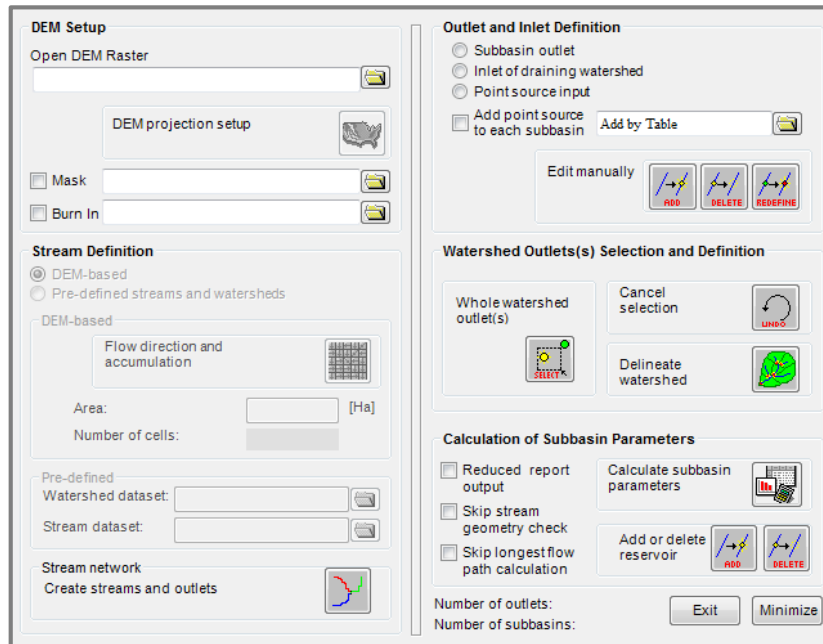 DEM Setup
Open DEM Raster
DEM projection setup
Mask
Burn In
Stream Definition
DEM-based
Pre-defined streams and watersheds
DEM-based
Flow direction and
accumulation
Area:
[Ha]
Number of cells:
Pre-defined
Watershed dataset:
Stream dataset:
Stream network
Create streams and outlets
Outlet and Inlet Definition
Subbasin outlet
Inlet of draining watershed
Point source input
Add point source
to each subbasin
Add by Table
Edit manually
ADD
DELETE
REDEFINE
Watershed Outlets(s) Selection and Definition
Whole watershed
outlet(s)
SELECT
Cancel
selection
UNDO
Delineate
watershed
Calculation of Subbasin Parameters
Reduced report
output
Skip stream
geometry check
Skip longest flow
path calculation
Calculate subbasin
parameters
Add or delete
reservoir
ADD
DELETE
Number of outlets:
Number of subbasins:
Exit
Minimize